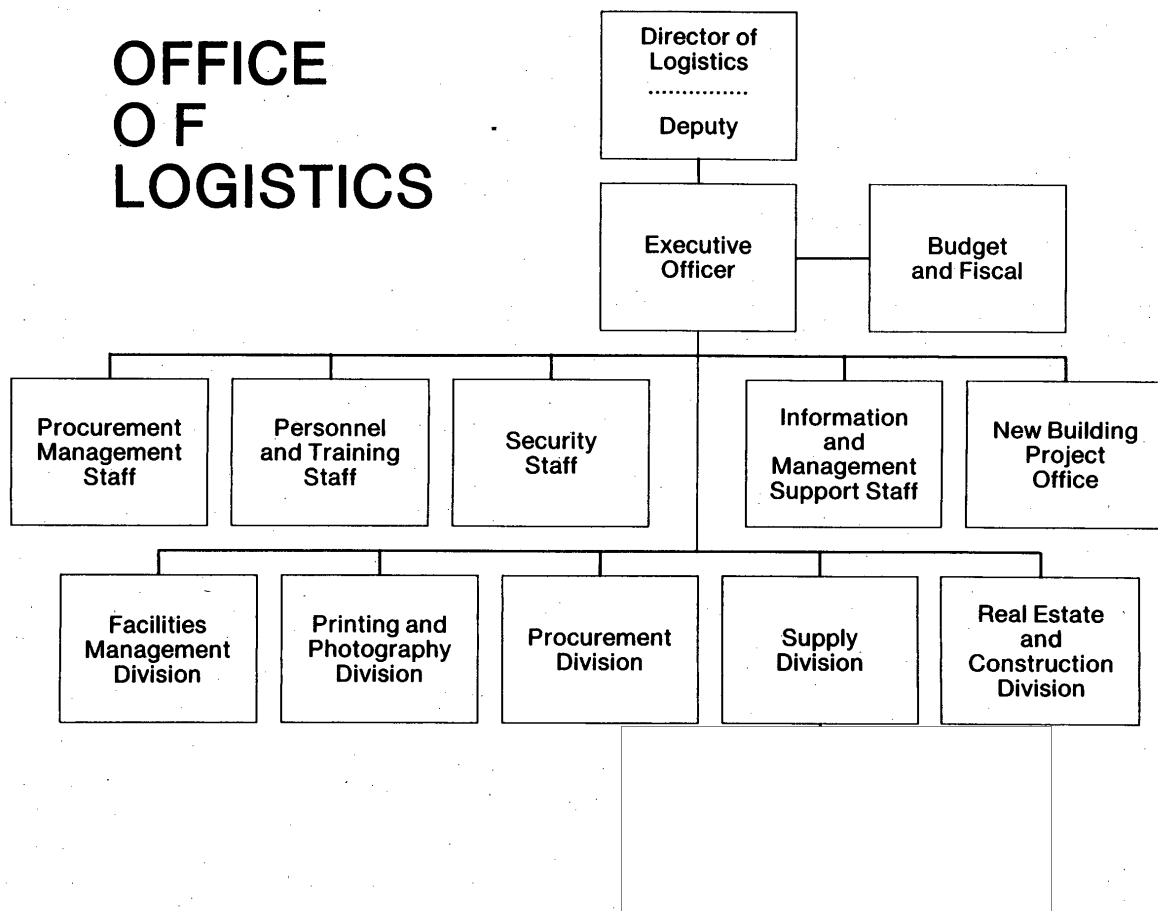 OFFICE
OF
LOGISTICS
Director of
Logistics
...............
Deputy
Executive
Officer
Budget
and Fiscal
Procurement
Management
Staff
Personnel
and Training
Staff
Security
Staff
Information
and
Management
Support Staff
New Building
Project
Office
Facilities
Management
Division
Printing and
Photography
Division
Procurement
Division
Supply
Division
Real Estate
and
Construction
Division